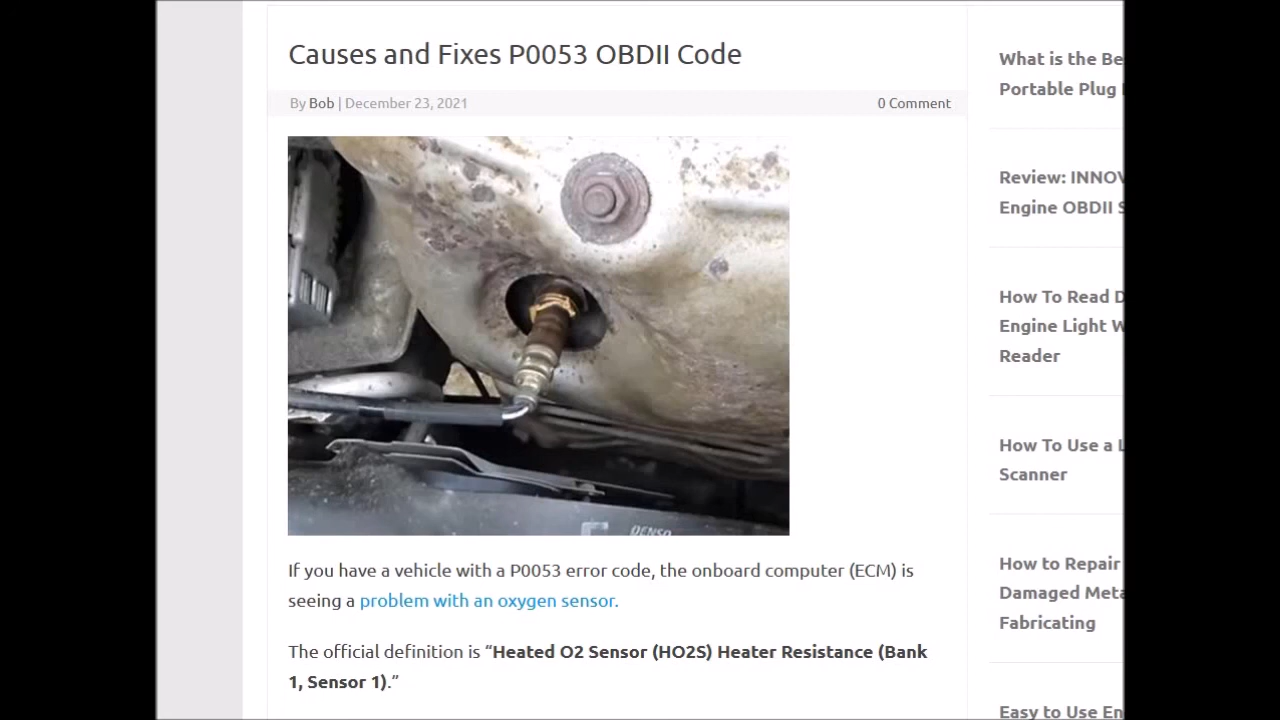 Causes and Fixes P0053 OBDII Code
By Bob | December 23, 2021
0 Comment
DENSO
If you have a vehicle with a P0053 error code, the onboard computer (ECM) is
seeing a problem with an oxygen sensor.
The official definition is “Heated O2 Sensor (HO2S) Heater Resistance (Bank
1, Sensor 1).”
What is the Be
Portable Plug
Review: INNOV
Engine OBDII S
How To Read D
Engine Light W
Reader
How To Use a L
Scanner
How to Repair
Damaged Meta
Fabricating
Easy to Use En